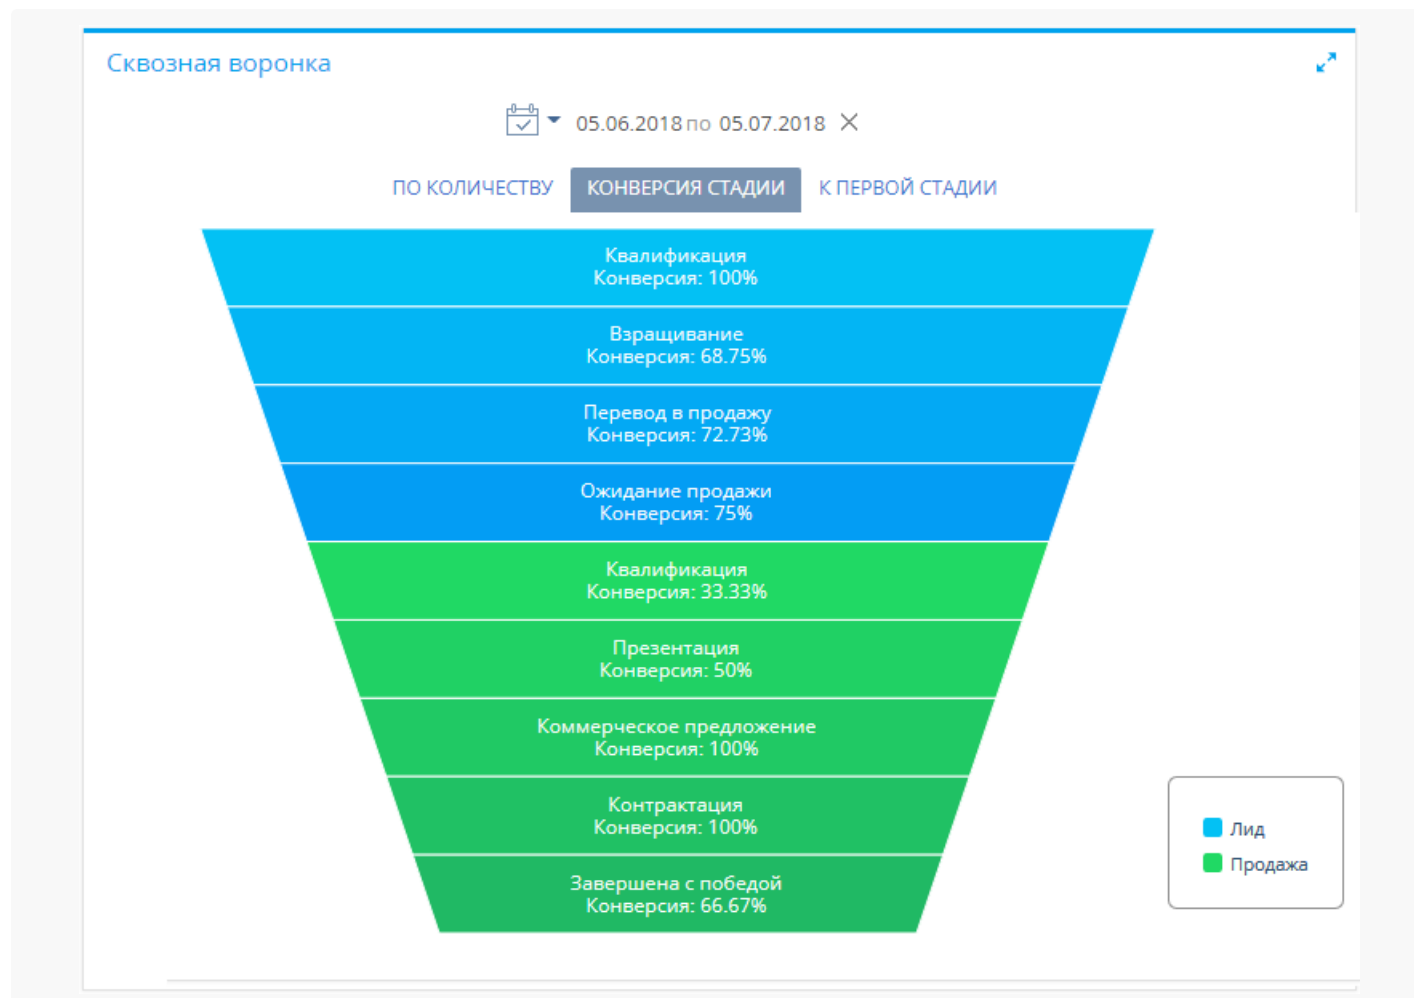 Сквозная воронка
05.06.2018 по 05.07.2018
ПО КОЛИЧЕСТВУ КОНВЕРСИЯ СТАДИИ К ПЕРВОЙ СТАДИИ
Квалификация
Конверсия: 100%
Взращивание
Конверсия: 68.75%
Перевод в продажу
Конверсия: 72.73%
Ожидание продажи
Конверсия: 75%
Квалификация
Конверсия: 33.33%
Презентация
Конверсия: 50%
Коммерческое предложение
Конверсия: 100%
Контрактация
Конверсия: 100%
Завершена с победой
Конверсия: 66.67%
Лид
Продажа